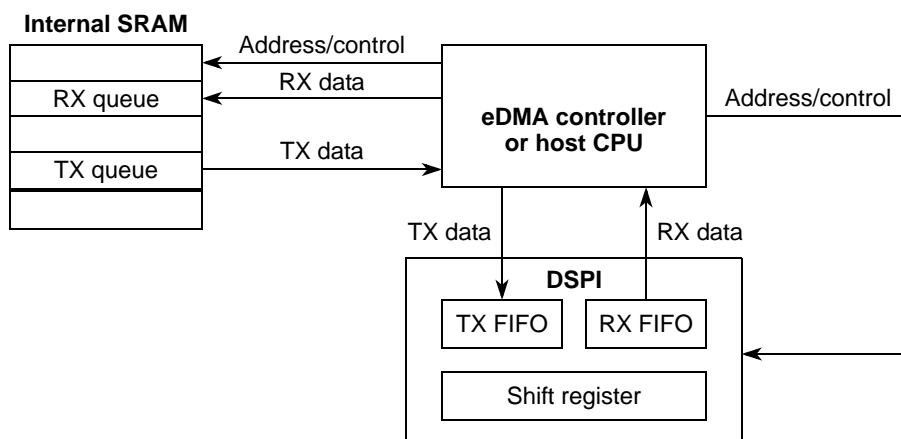 Internal SRAM
Address/control
RX data
RX queue
eDMA controller
or host CPU
Address/control
TX data
TX queue
TX data
RX data
DSPI
TX FIFO
RX FIFO
Shift register